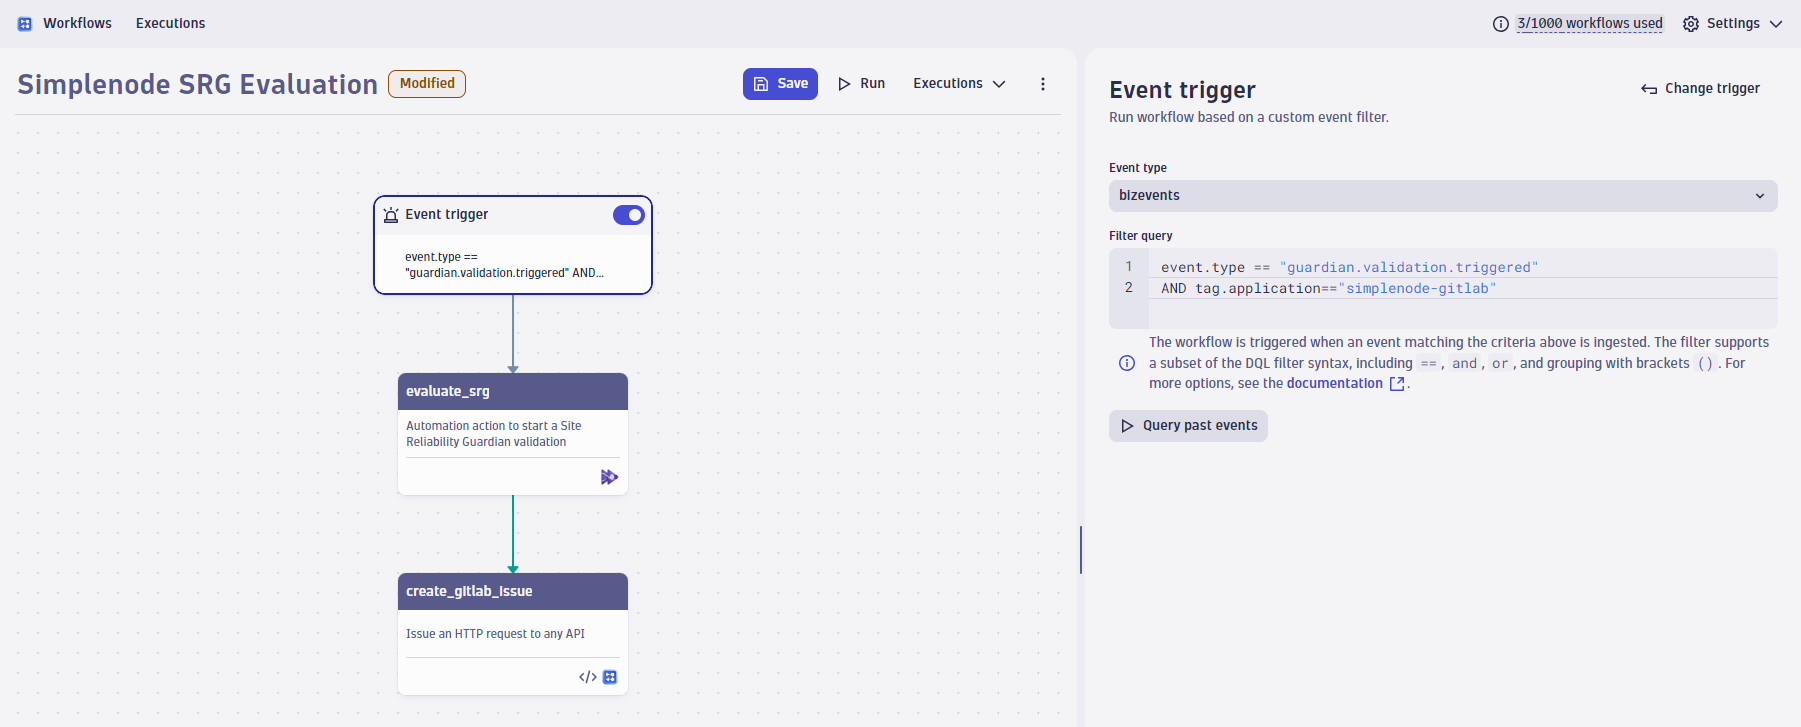 Workflows
Executions
3/1000 workflows used
Settings
Simplenode SRG Evaluation
Modified
Save
Run
Executions
Event trigger
event.type ==
"guardian.validation.triggered" AND...
evaluate_srg
Automation action to start a Site
Reliability Guardian validation
create_gitlab_issue
Issue an HTTP request to any API
</>
Event trigger
Change trigger
Run workflow based on a custom event filter.
Event type
bizevents
Filter query
1 event.type == "guardian.validation.triggered"
2 AND tag.application=="simplenode-gitlab"
The workflow is triggered when an event matching the criteria above is ingested. The filter supports
a subset of the DQL filter syntax, including ==, and, or, and grouping with brackets (). For
more options, see the documentation.
Query past events